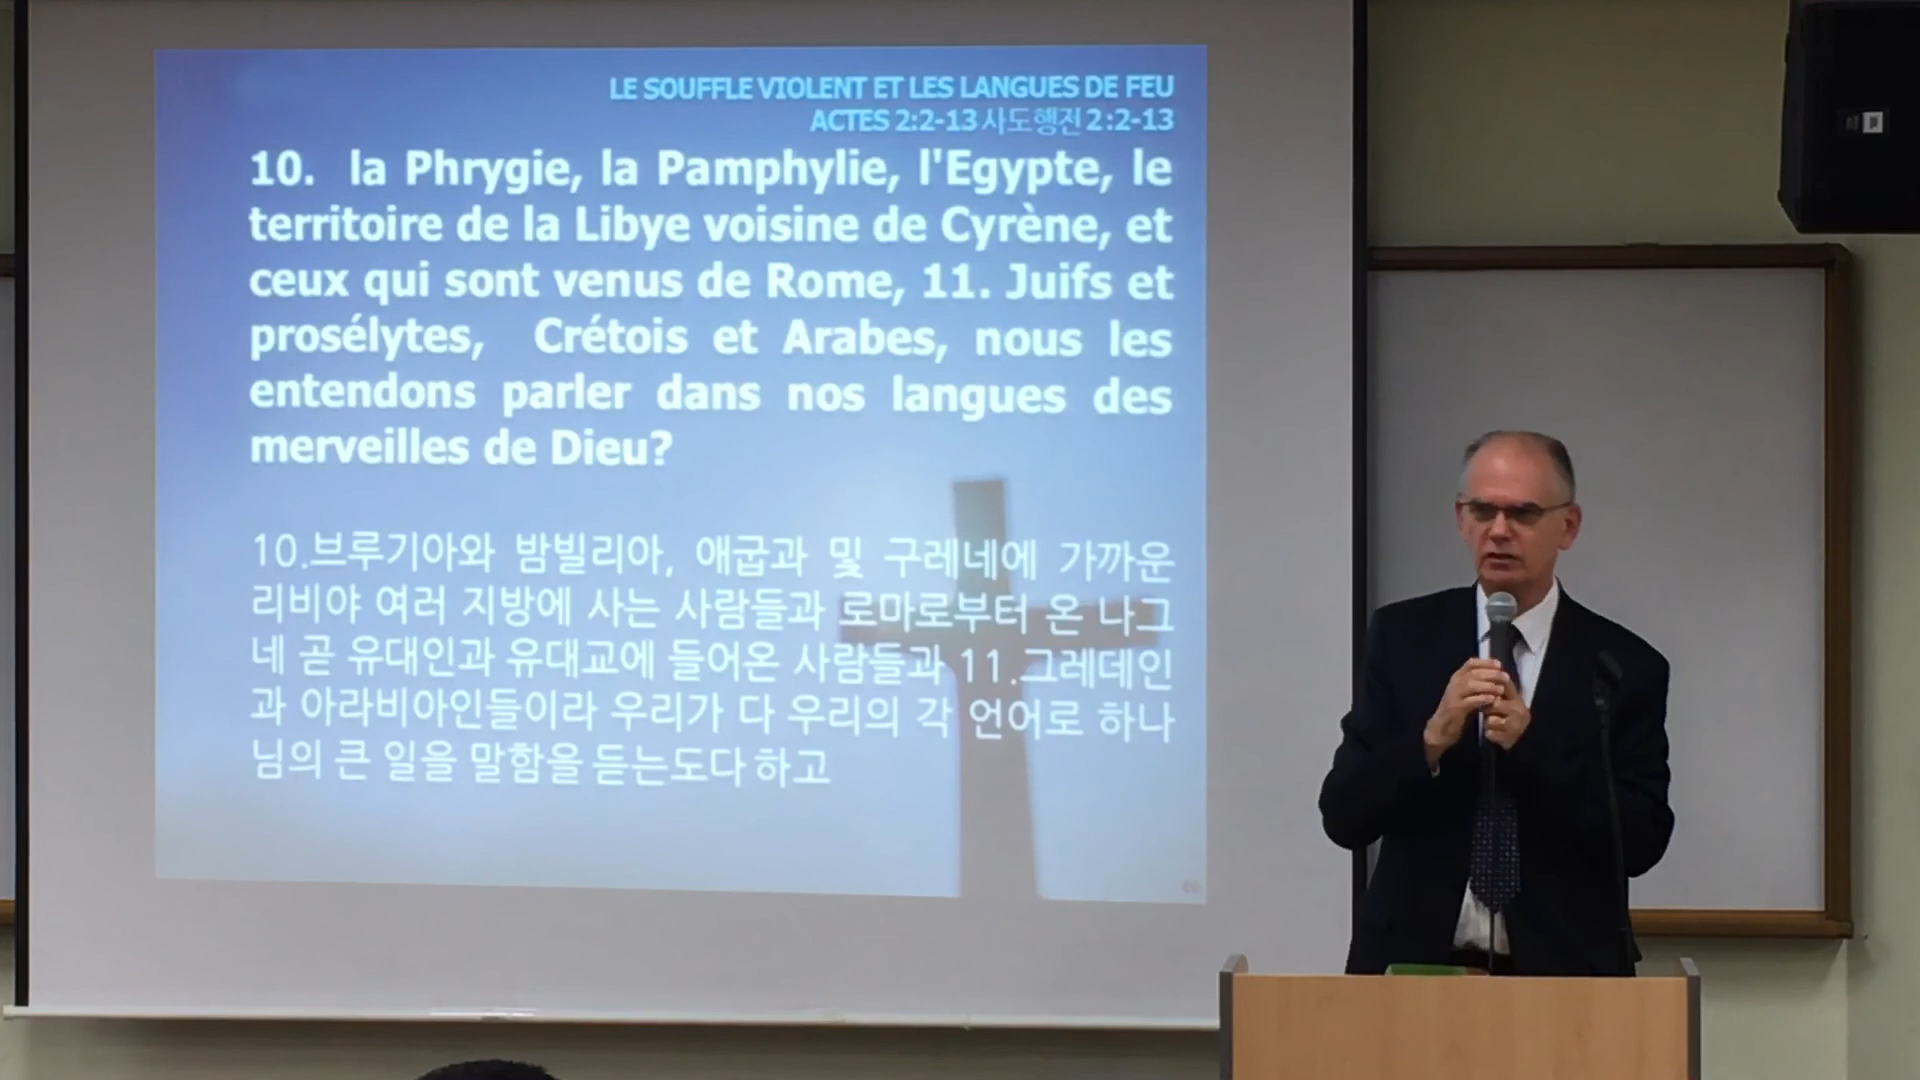 LE SOUFFLE VIOLENT ET LES LANGUES DE FEU
ACTES 2:2-13 사도행전 2:2-13
10. la Phrygie, la Pamphylie, l'Egypte, le
territoire de la Libye voisine de Cyrène, et
ceux qui sont venus de Rome, 11. Juifs et
prosélytes, Crétois et Arabes, nous les
entendons parler dans nos langues des
merveilles de Dieu?
10.브루기아와 밤빌리아, 애굽과 및 구레네에 가까운
리비야 여러 지방에 사는 사람들과 로마로부터 온 나그
네 곧 유대인과 유대교에 들어온 사람들과 11.그레데인
과 아라비아인들이라 우리가 다 우리의 각 언어로 하나
님의 큰 일을 말함을 듣는도다 하고